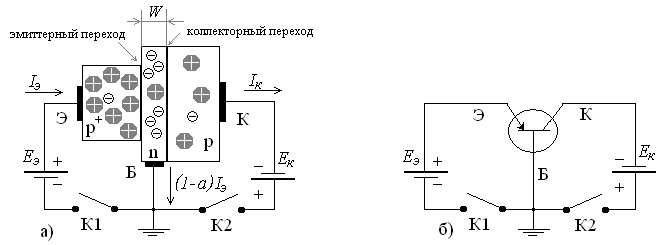 W
эмиттерный переход
коллекторный переход
Iэ
Iк
Э
p+
n
p
К
Б
Eэ
+
−
(1-a)Iэ
−
Eк
+
К1
К2
а)
Э
К
Б
Eэ
+
−
−
Eк
+
К1
К2
б)